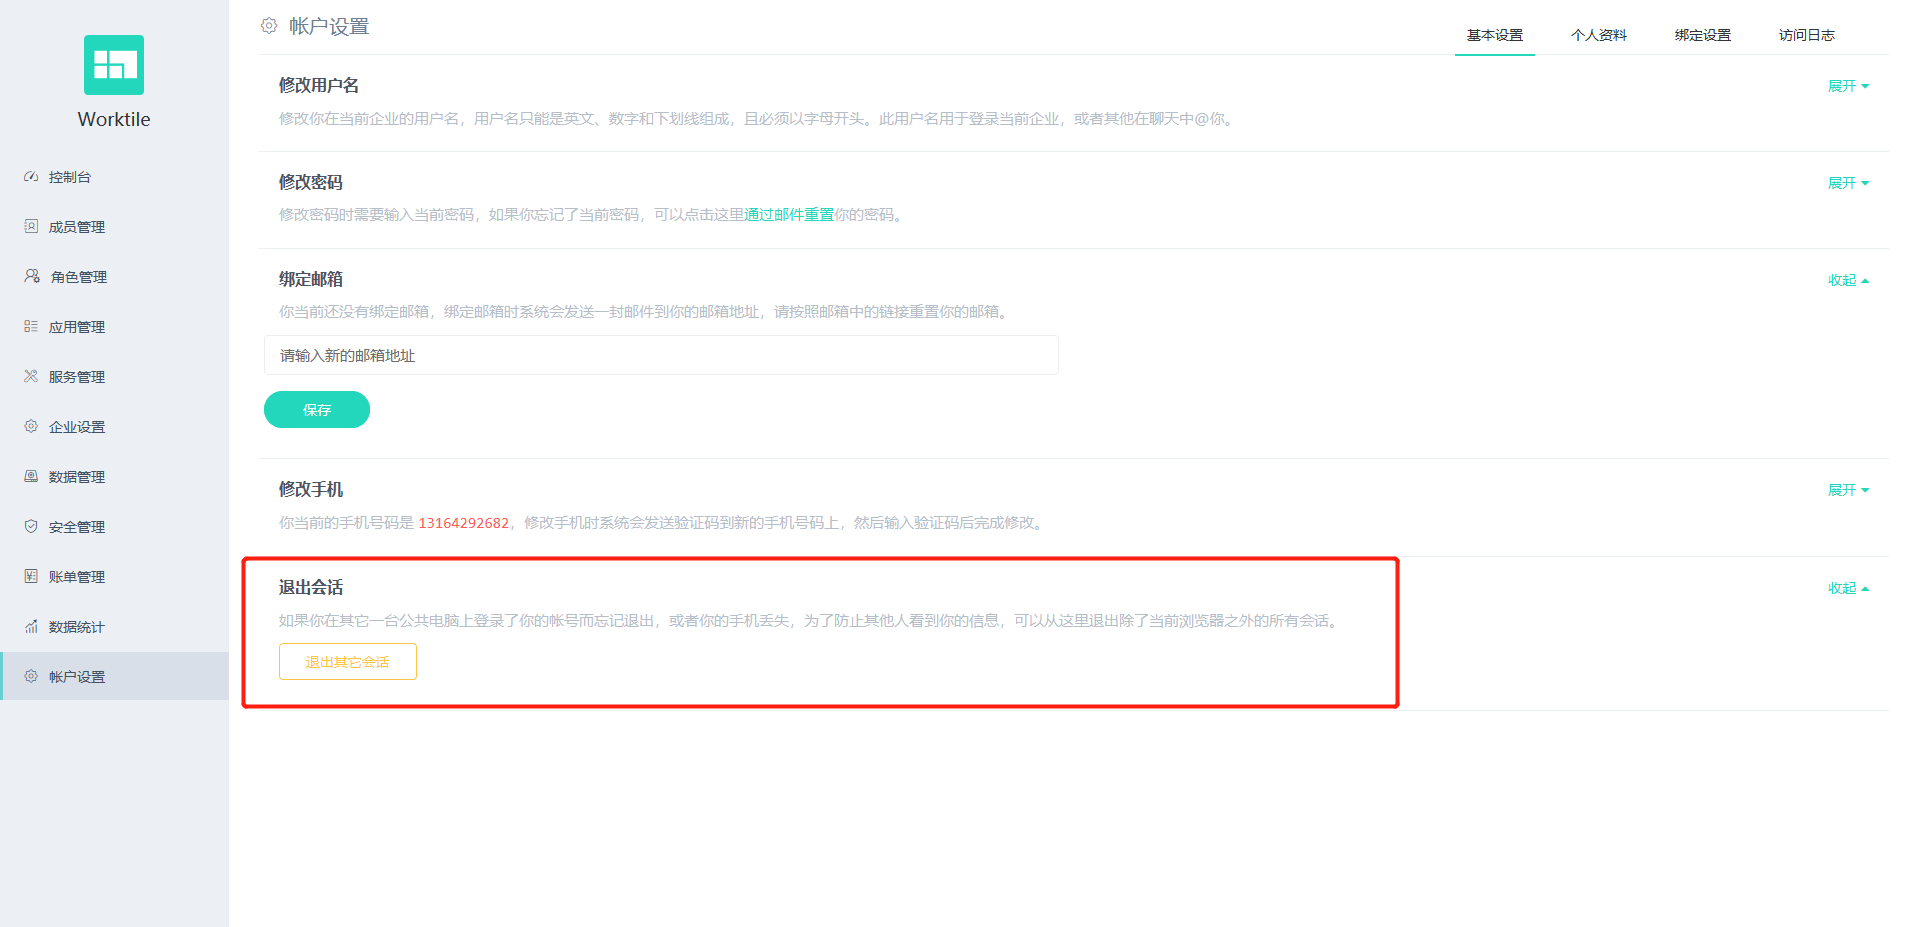 Worktile
控制台
成员管理
角色管理
应用管理
服务管理
企业设置
数据管理
安全管理
账单管理
数据统计
帐户设置
帐户设置
基本设置
个人资料
绑定设置
访问日志
修改用户名
展开
修改你在当前企业的用户名，用户名只能是英文、数字和下划线组成，且必须以字母开头。此用户名用于登录当前企业，或者其他在聊天中@你。
修改密码
展开
修改密码时需要输入当前密码，如果你忘记了当前密码，可以点击这里通过邮件重置你的密码。
绑定邮箱
收起
你当前还没有绑定邮箱，绑定邮箱时系统会发送一封邮件到你的邮箱地址，请按照邮箱中的链接重置你的邮箱。
请输入新的邮箱地址
保存
修改手机
展开
你当前的手机号码是 13164292682，修改手机时系统会发送验证码到新的手机号码上，然后输入验证码后完成修改。
退出会话
收起
如果你在其它一台公共电脑上登录了你的帐号而忘记退出，或者你的手机丢失，为了防止其他人看到你的信息，可以从这里退出除了当前浏览器之外的所有会话。
退出其它会话